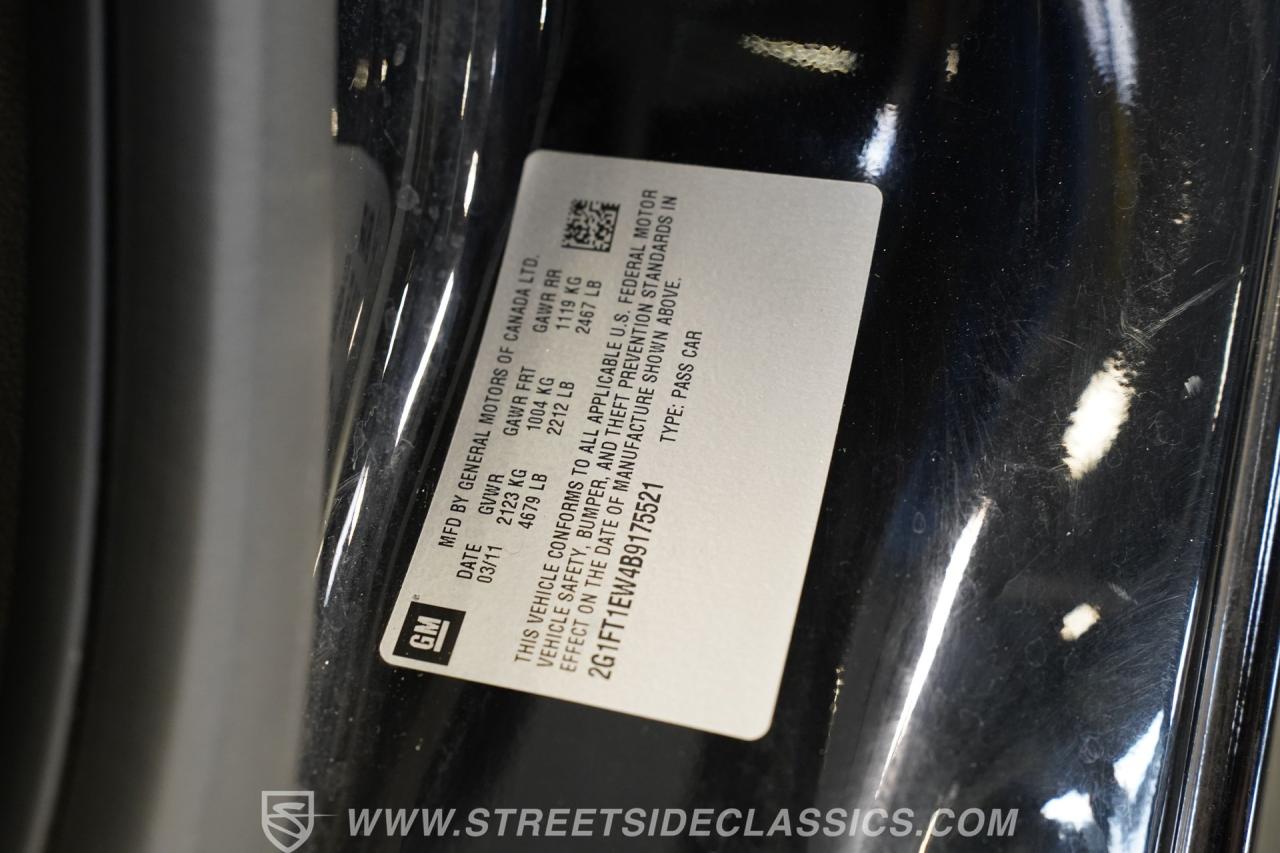 GM
MFD BY GENERAL MOTORS OF CANADA LTD.
DATE GVWR GAWR FRT GAWR RR
03/11 2123 KG 1004 KG 1119 KG
4679 LB 2212 LB 2467 LB
THIS VEHICLE CONFORMS TO ALL APPLICABLE U.S. FEDERAL MOTOR
VEHICLE SAFETY, BUMPER, AND THEFT PREVENTION STANDARDS IN
EFFECT ON THE DATE OF MANUFACTURE SHOWN ABOVE.
2G1FT1EW4B9175521 TYPE: PASS CAR
WWW.STREETSIDECLASSICS.COM